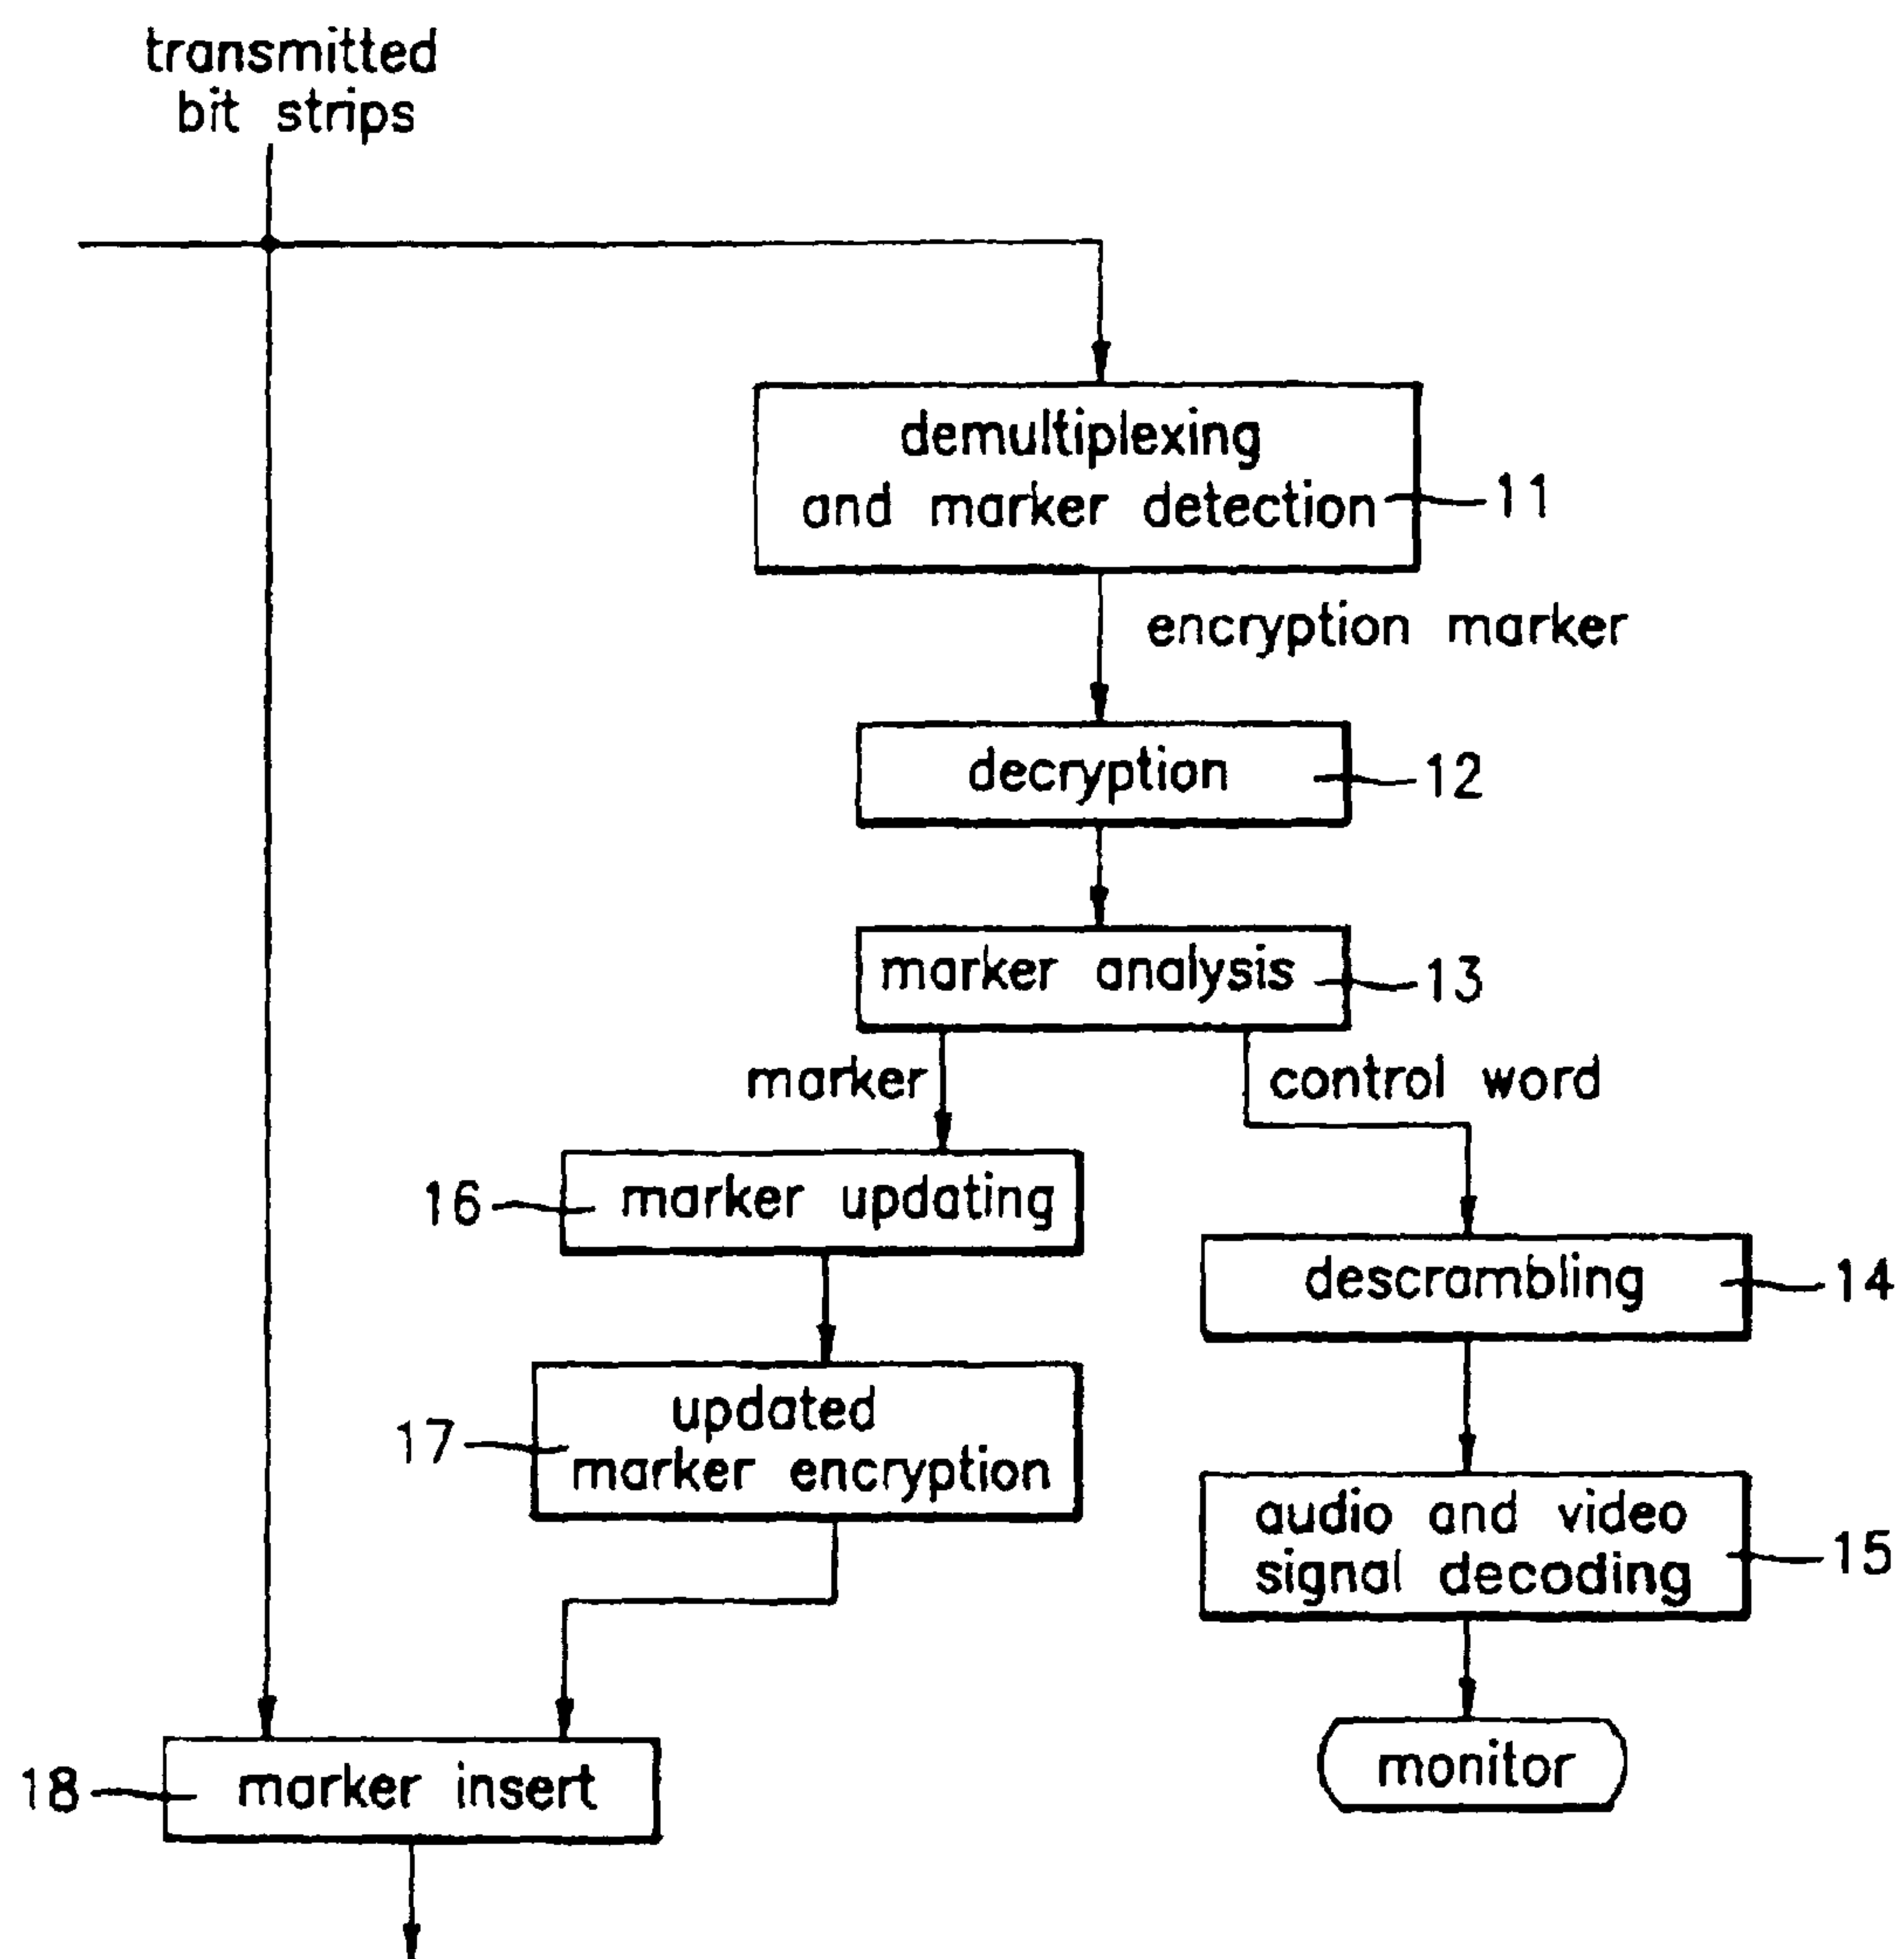 transmitted
bit strips
demultiplexing
and marker detection
11
encryption marker
decryption
12
marker analysis
13
marker
control word
16
marker updating
descrambling
14
17
updated
marker encryption
audio and video
signal decoding
15
18
marker insert
monitor